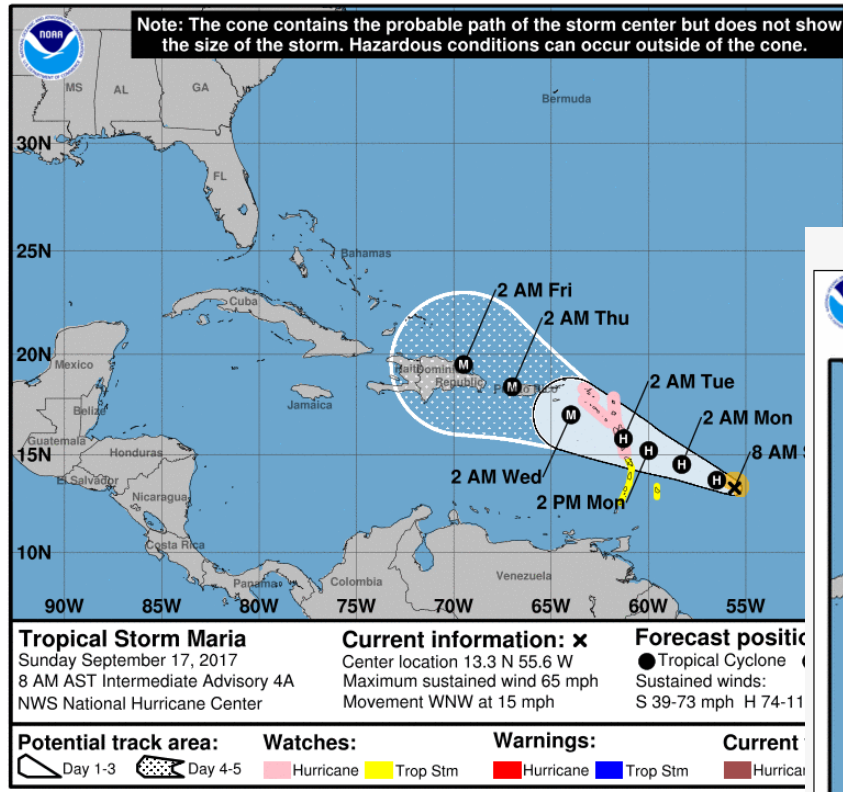 Note: The cone contains the probable path of the storm center but does not show
the size of the storm. Hazardous conditions can occur outside of the cone.
NOAA
MS
AL
GA
Bermuda
30N
FL
25N
Bahamas
2 AM Fri
Cuba
2 AM Thu
20N
Mexico
Haiti
Dominican
Republic
2 AM Tue
Jamaica
Belize
2 AM Mon
Guatemala
15N
Honduras
8 AM S
2 AM Wed
El Salvador
Nicaragua
2 PM Mon
M
M
M
H
H
H
H
10N
Costa Rica
Panama
Colombia
Venezuela
90W 85W 80W 75W 70W 65W 60W 55W
Tropical Storm Maria
Sunday September 17, 2017
8 AM AST Intermediate Advisory 4A
NWS National Hurricane Center
Current information: x
Center location 13.3 N 55.6 W
Maximum sustained wind 65 mph
Movement WNW at 15 mph
Forecast positio
Tropical Cyclone
Sustained winds:
S 39-73 mph H 74-11
Potential track area:
Day 1-3 Day 4-5
Watches:
Hurricane Trop Stm
Warnings:
Hurricane Trop Stm
Current
Hurrica